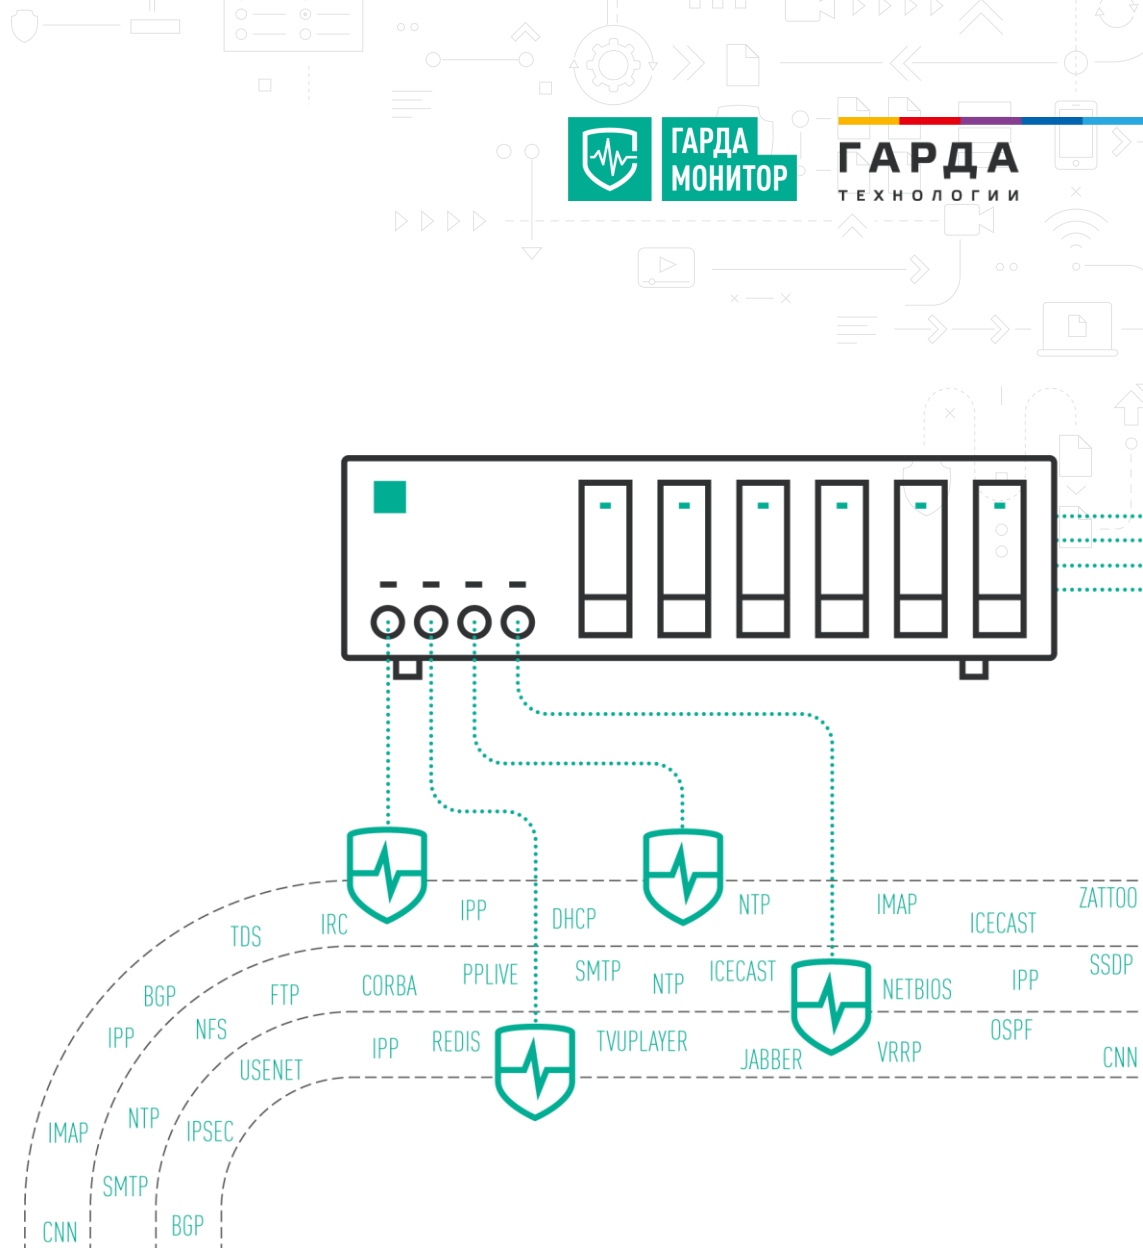 ГАРДА
МОНИТОР
ГАРДА
ТЕХНОЛОГИИ
ZATTOO
IPP
NTP
IMAP
IRC
DHCP
ICECAST
TDS
SSDP
PPLIVE
SMTP
NTP
ICECAST
IPP
CORBA
NETBIOS
BGP
FTP
IPP
NFS
OSPF
REDIS
TVUPLAYER
IPP
JABBER
VRRP
CNN
USENET
NTP
IMAP
IPSEC
SMTP
CNN
BGP